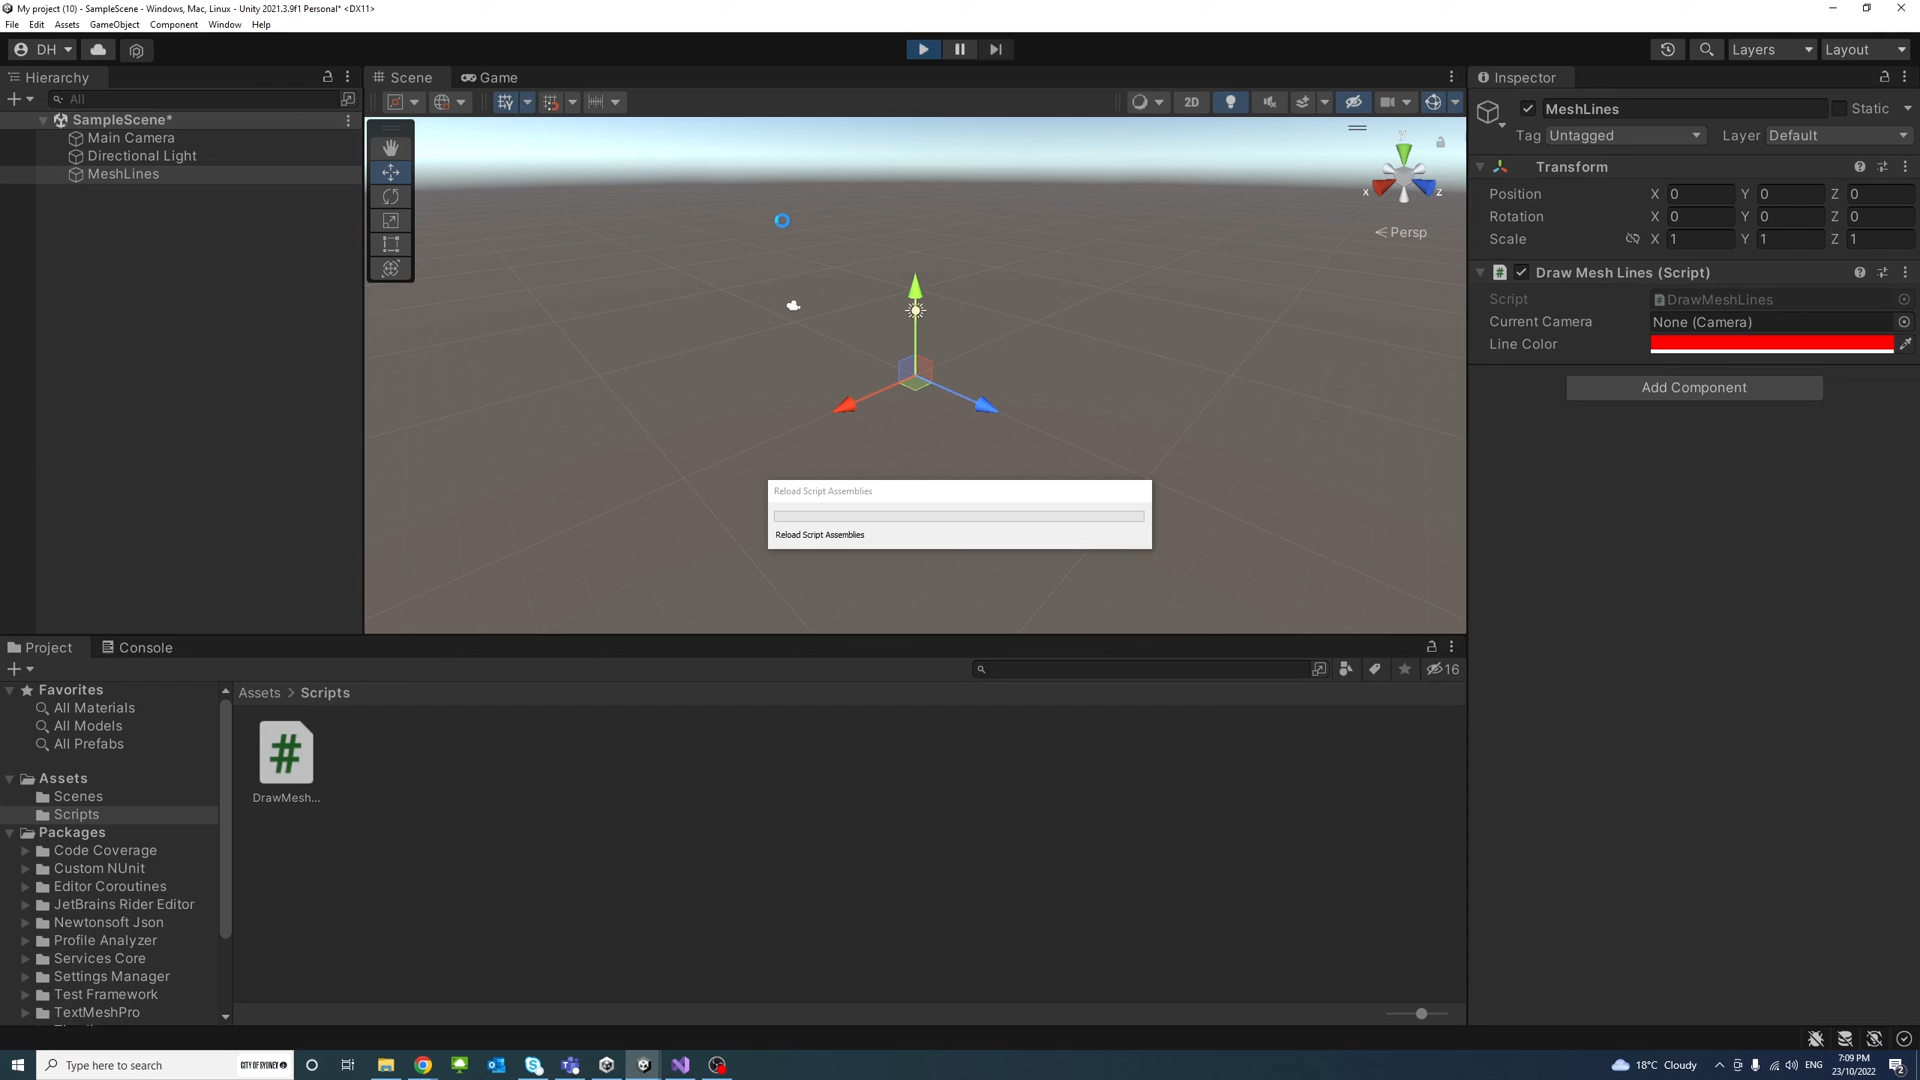 My project (10) - SampleScene - Windows, Mac, Linux - Unity 2021.3.9f1 Personal* <DX11>
File Edit Assets GameObject Component Window Help
DH
Layers Layout
Hierarchy
All
SampleScene*
Main Camera
Directional Light
MeshLines
Scene Game
2D
y
x
z
Persp
Reload Script Assemblies
Reload Script Assemblies
Inspector
MeshLines
Static
Tag Untagged Layer Default
Transform
Position X 0 Y 0 Z 0
Rotation X 0 Y 0 Z 0
Scale X 1 Y 1 Z 1
# Draw Mesh Lines (Script)
Script DrawMeshLines
Current Camera None (Camera)
Line Color
Add Component
Project Console
16
Favorites
All Materials
All Models
All Prefabs
Assets
Scenes
Scripts
Packages
Code Coverage
Custom NUnit
Editor Coroutines
JetBrains Rider Editor
Newtonsoft Json
Profile Analyzer
Services Core
Settings Manager
Test Framework
TextMeshPro
Assets > Scripts
#
DrawMesh...
Type here to search
CITY OF SYDNEY
18°C Cloudy
ENG
7:09 PM
23/10/2022
2